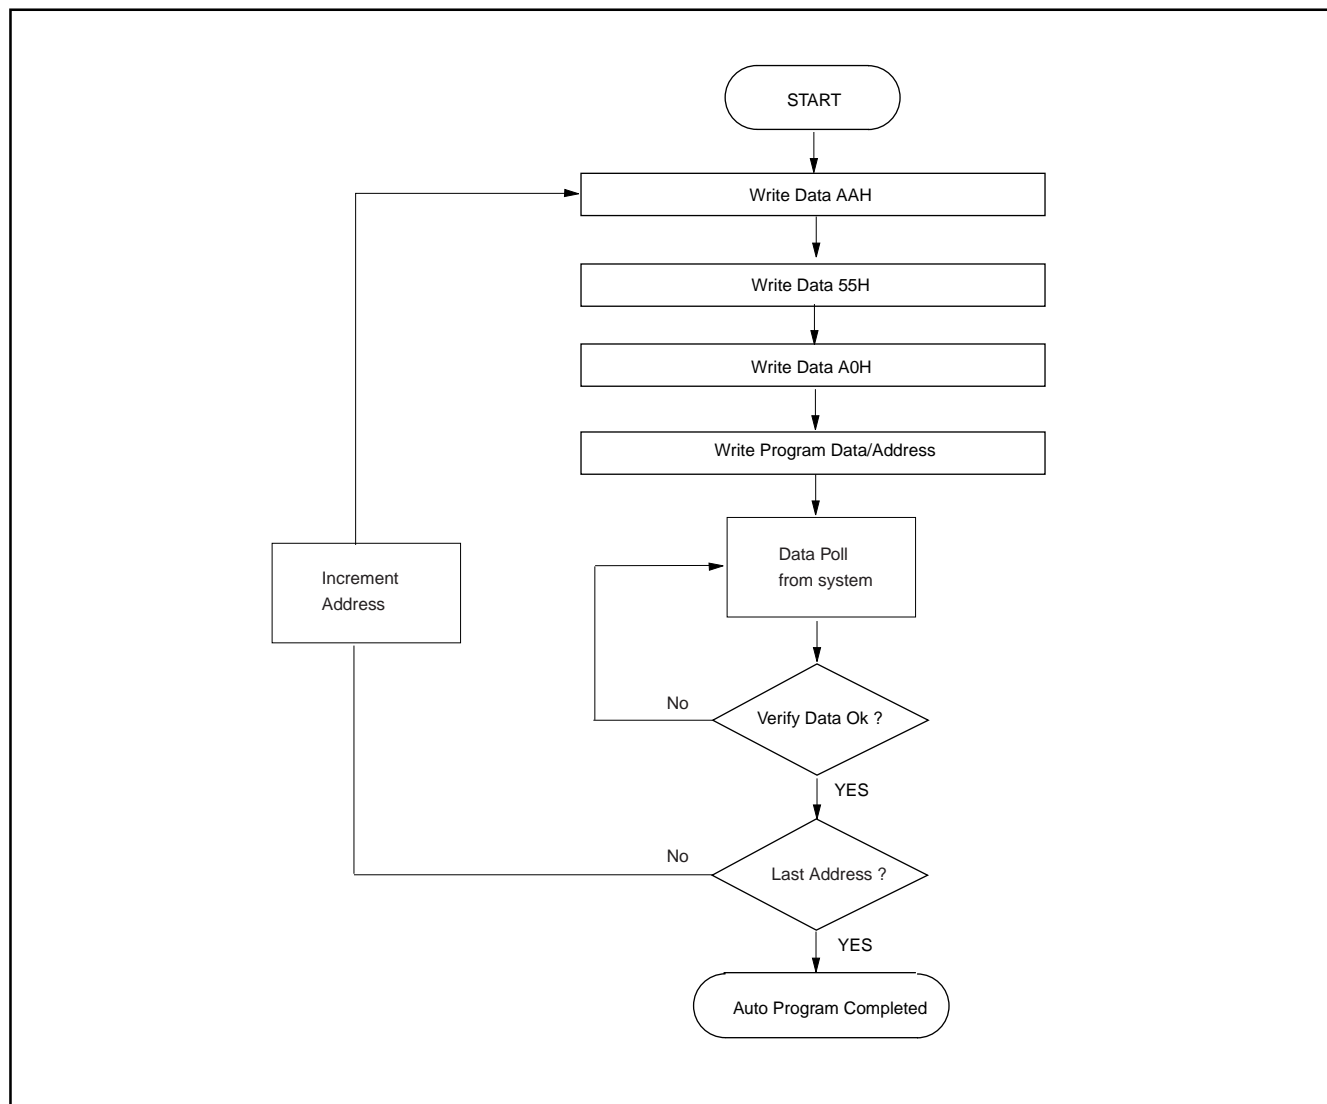 START
Write Data AAH
Write Data 55H
Write Data A0H
Write Program Data/Address
Data Poll
from system
Increment
Address
No
Verify Data Ok ?
YES
No
Last Address ?
YES
Auto Program Completed